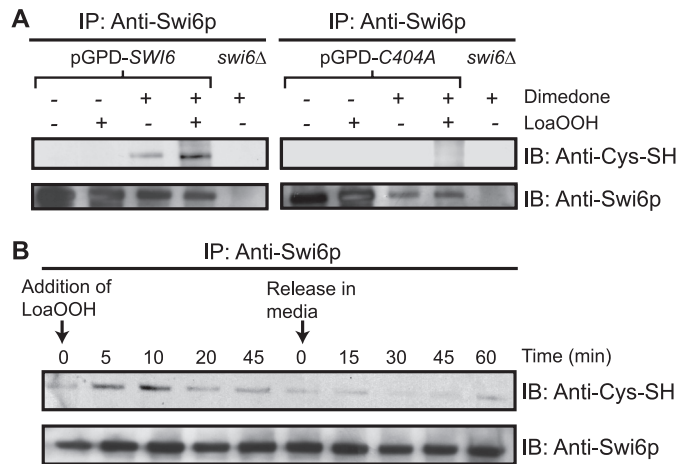 A
IP: Anti-Swi6p
IP: Anti-Swi6p
pGPD-SWI6 swi6Δ
pGPD-C404A swi6Δ
- - + + + - - + + + Dimedone
- + - + - - + - + - LoaOOH
IB: Anti-Cys-SH
IB: Anti-Swi6p
B
IP: Anti-Swi6p
Addition of
LoaOOH
Release in
media
0 5 10 20 45 0 15 30 45 60 Time (min)
IB: Anti-Cys-SH
IB: Anti-Swi6p